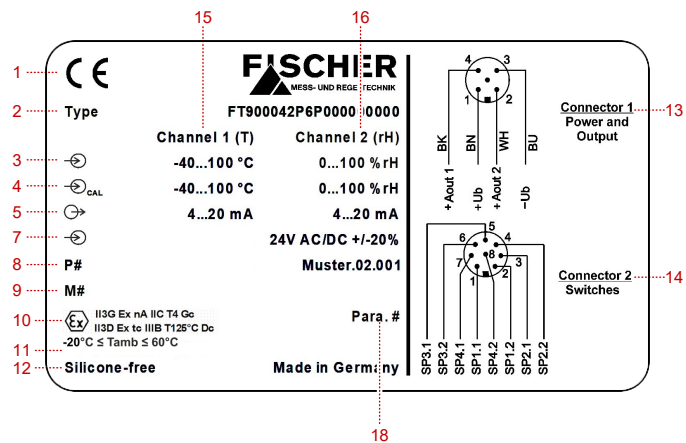 15
16
1
FISCHER
MESS- UND REGELTECHNIK
2
Type
FT900042P6P0000 00000
Channel 1 (T)
Channel 2 (rH)
3
-40...100 °C
0...100 % rH
4
CAL
-40...100 °C
0...100 % rH
5
4...20 mA
4...20 mA
7
24V AC/DC +/-20%
8
P#
Muster.02.001
9
M#
10
Ex
II3G Ex nA IIC T4 Gc
II3D Ex tc IIIB T125°C Dc
Para. #
11
-20°C ≤ Tamb ≤ 60°C
12
Silicone-free
Made in Germany
18
4
3
1
2
BK
BN
WH
BU
+Aout 1
+Ub
+Aout 2
-Ub
Connector 1
Power and
Output
13
5
6
4
7
8
3
1
2
SP3.1
SP3.2
SP4.1
SP1.1
SP4.2
SP1.2
SP2.1
SP2.2
Connector 2
Switches
14